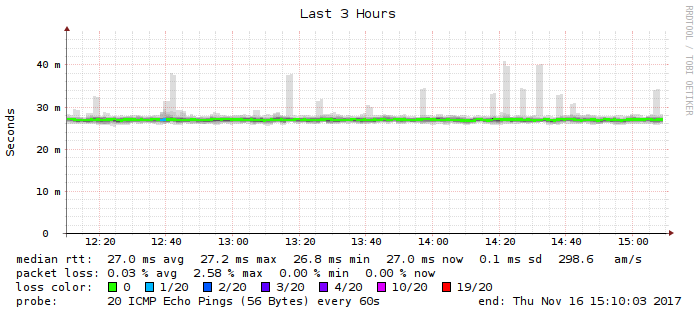 Last 3 Hours
RRDTOOL / TOBI OETIKER
Seconds
40 m
30 m
20 m
10 m
0
12:20 12:40 13:00 13:20 13:40 14:00 14:20 14:40 15:00
median rtt: 27.0 ms avg 27.2 ms max 26.8 ms min 27.0 ms now 0.1 ms sd 298.6 am/s
packet loss: 0.03 % avg 2.58 % max 0.00 % min 0.00 % now
loss color: 0 1/20 2/20 3/20 4/20 10/20 19/20
probe: 20 ICMP Echo Pings (56 Bytes) every 60s end: Thu Nov 16 15:10:03 2017